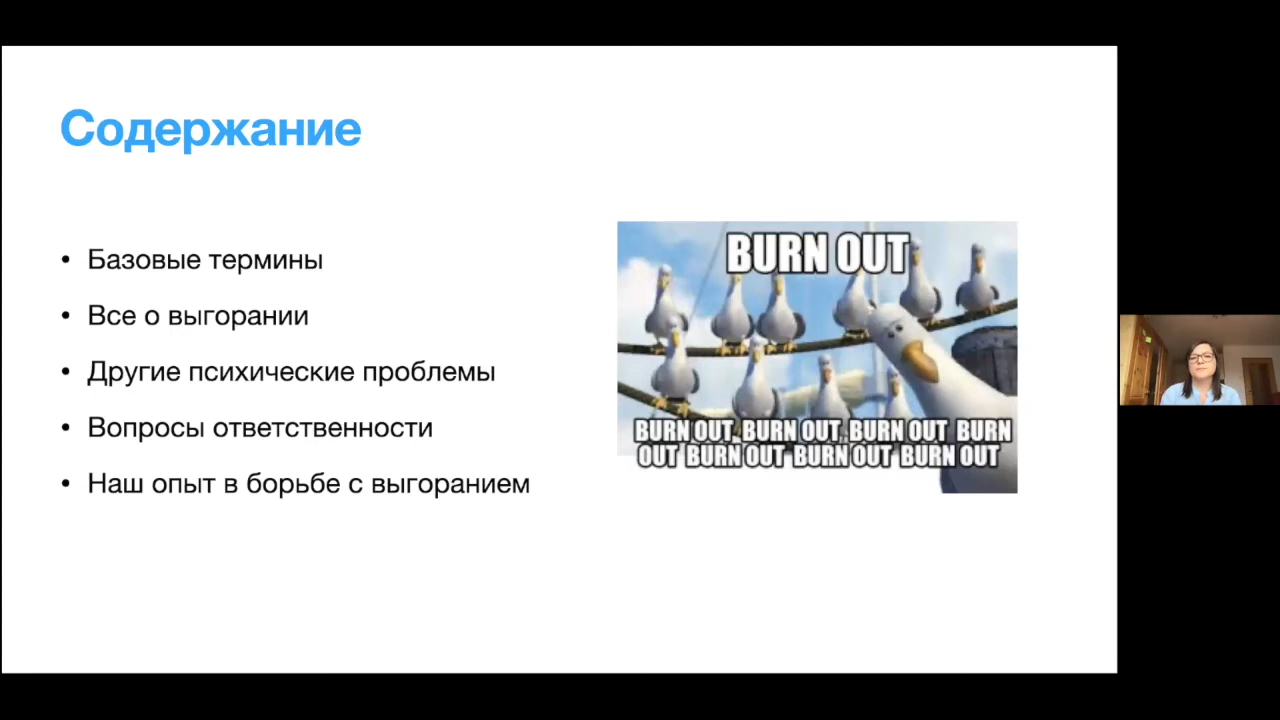 Содержание
• Базовые термины
• Все о выгорании
• Другие психические проблемы
• Вопросы ответственности
• Наш опыт в борьбе с выгоранием
BURN OUT
BURN OUT, BURN OUT, BURN OUT BURN
OUT BURN OUT BURN OUT BURN OUT